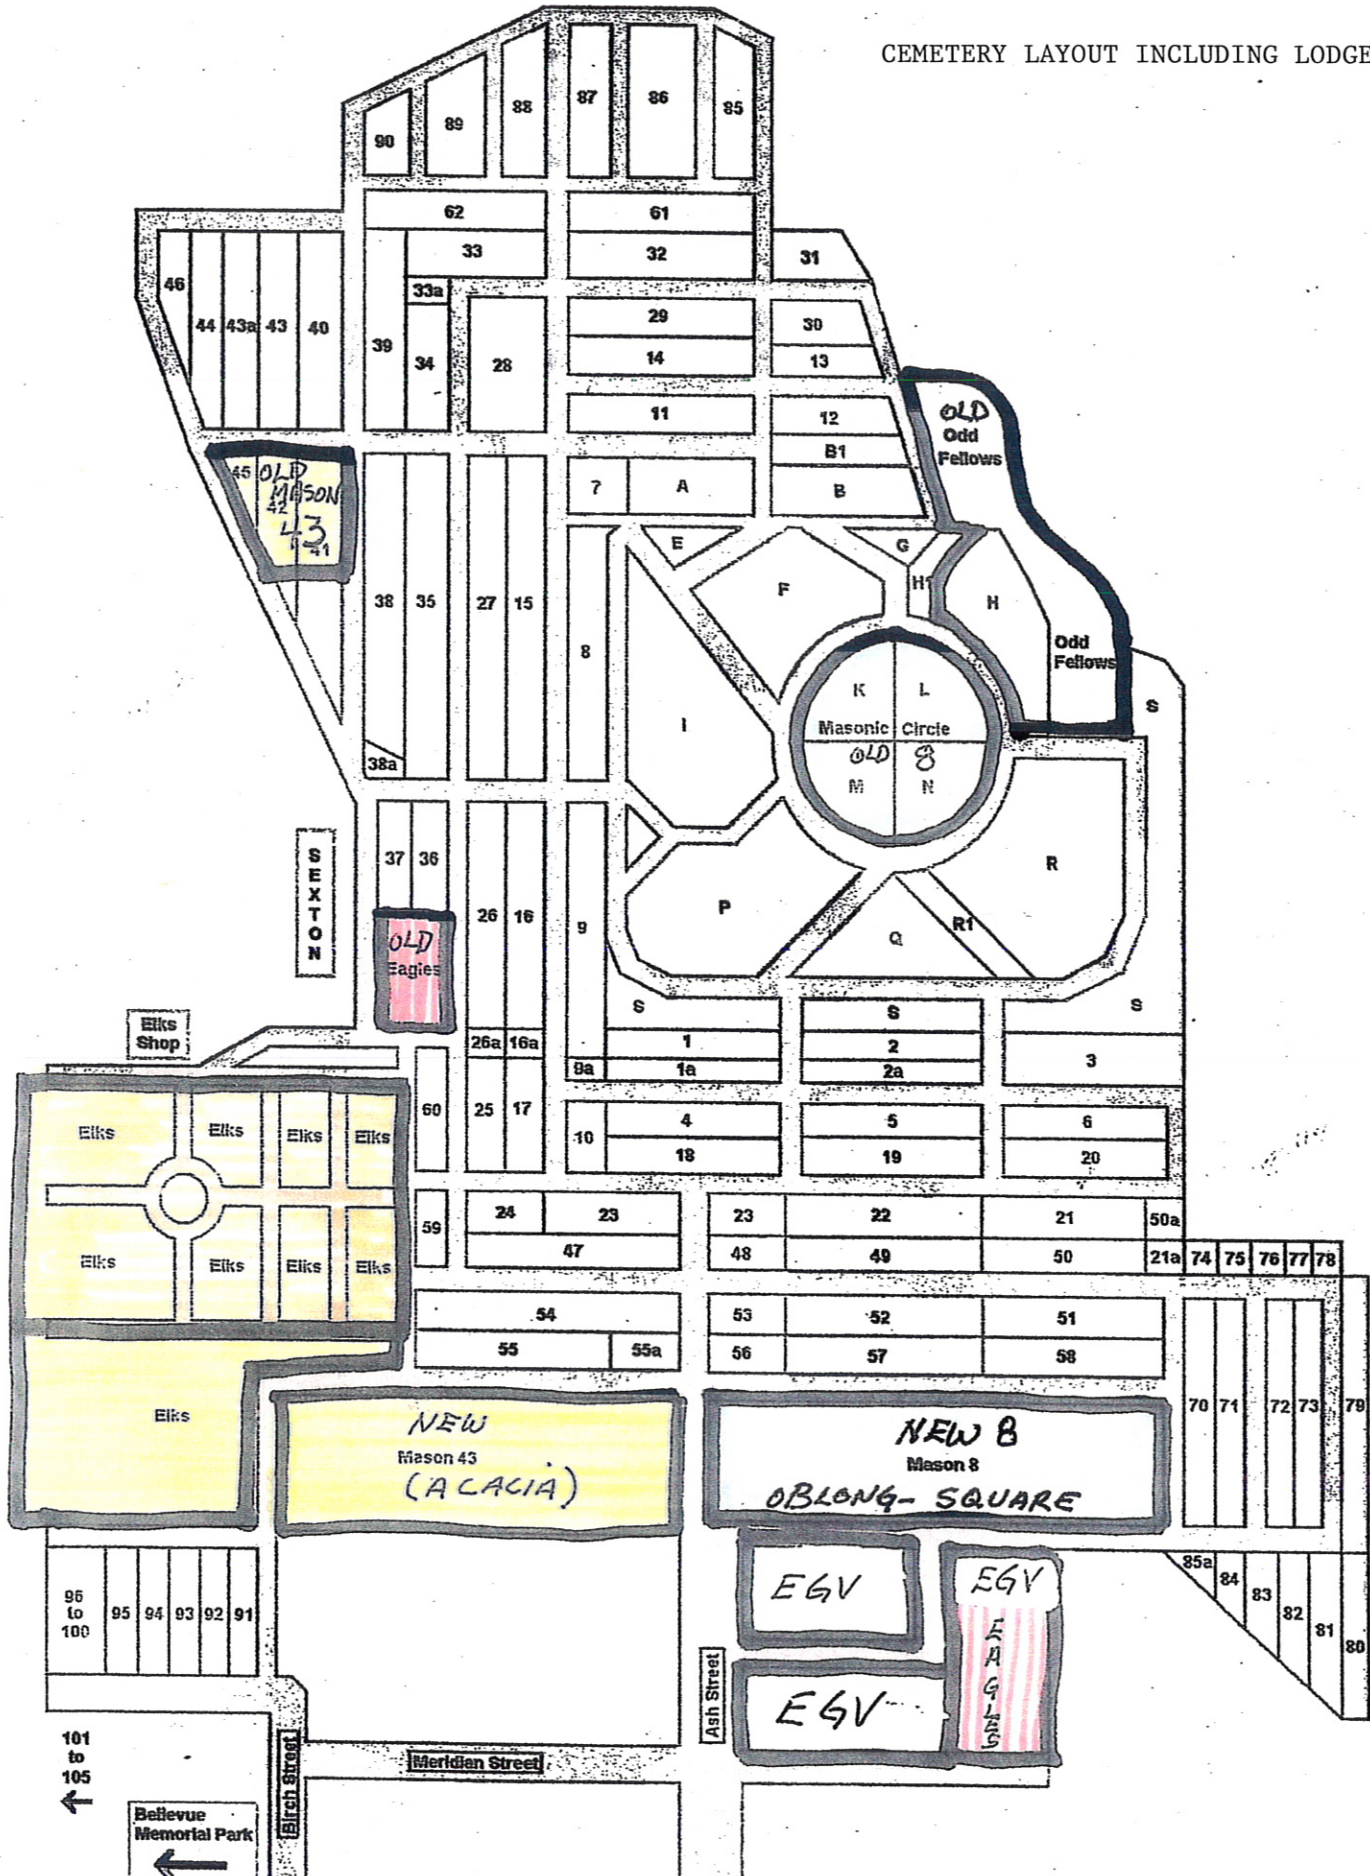 CEMETERY LAYOUT INCLUDING LODGE
90
89
88
87
86
85
62
61
33
32
31
46
44
43a
43
40
39
33a
34
28
29
30
14
13
11
12
B1
7
A
B
OLD
Odd
Fellows
45
OLD
MASON
42
43
41
38
35
27
15
8
E
F
G
H1
H
I
K
L
Masonic Circle
OLD 8
M
N
Odd
Fellows
S
38a
SEXTON
37
36
26
16
9
P
Q
R1
R
OLD
Eagles
S
S
S
Elks
Shop
26a
16a
1
2
3
9a
1a
2a
60
25
17
10
4
5
6
18
19
20
Elks
Elks
Elks
Elks
Elks
Elks
Elks
Elks
59
24
23
23
22
21
50a
47
48
49
50
21a
74
75
76
77
78
54
53
52
51
55
55a
56
57
58
70
71
72
73
79
Elks
NEW
Mason 43
(ACACIA)
NEW 8
Mason 8
OBLONG- SQUARE
96
to
100
95
94
93
92
91
EGV
EGV
EAGLES
EGV
85a
84
83
82
81
80
Ash Street
Meridian Street
Birch Street
101
to
105
Bellevue
Memorial Park